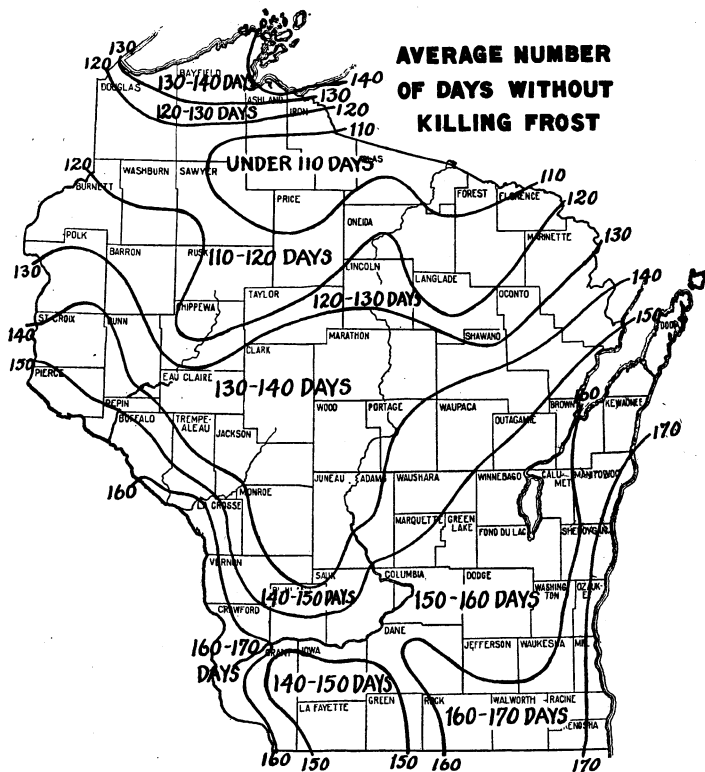 AVERAGE NUMBER
OF DAYS WITHOUT
KILLING FROST
130
120
140
DOUGLAS
BAYFIELD
130-140 DAYS
ASHLAND
130
120-130 DAYS
IRON
120
110
UNDER 110 DAYS
120
BURNETT
WASHBURN
SAWYER
PRICE
FOREST
FLORENCE
110
120
ONEIDA
MARINETTE
130
POLK
BARRON
RUSK
110-120 DAYS
130
LINCOLN
LANGLADE
TAYLOR
120-130 DAYS
OCONTO
140
CHIPPEWA
150
DOOR
ST. CROIX
DUNN
140
MARATHON
SHAWANO
CLARK
150
PIERCE
EAU CLAIRE
130-140 DAYS
160
PEPIN
BUFFALO
TREMPE-
ALEAU
JACKSON
WOOD
PORTAGE
WAUPACA
OUTAGAMIE
BROWN
KEWAUNEE
170
160
MONROE
LA CROSSE
JUNEAU
ADAMS
WAUSHARA
WINNEBAGO
CALU-
MET
MANITOWOC
MARQUETTE
GREEN
LAKE
FOND DU LAC
SHEBOYGAN
VERNON
SAUK
COLUMBIA
DODGE
140-150 DAYS
150-160 DAYS
WASHING-
TON
OZAUK-
EE
CRAWFORD
DANE
160-170
DAYS
GRANT
IOWA
JEFFERSON
WAUKESHA
MIL.
140-150 DAYS
LA FAYETTE
GREEN
ROCK
WALWORTH
RACINE
160-170 DAYS
KENOSHA
160
150
150
160
170